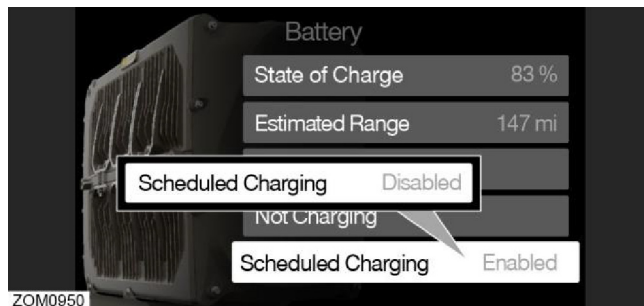 Battery
State of Charge 83 %
Estimated Range 147 mi
Scheduled Charging Disabled
Not Charging
Scheduled Charging Enabled
ZOM0950